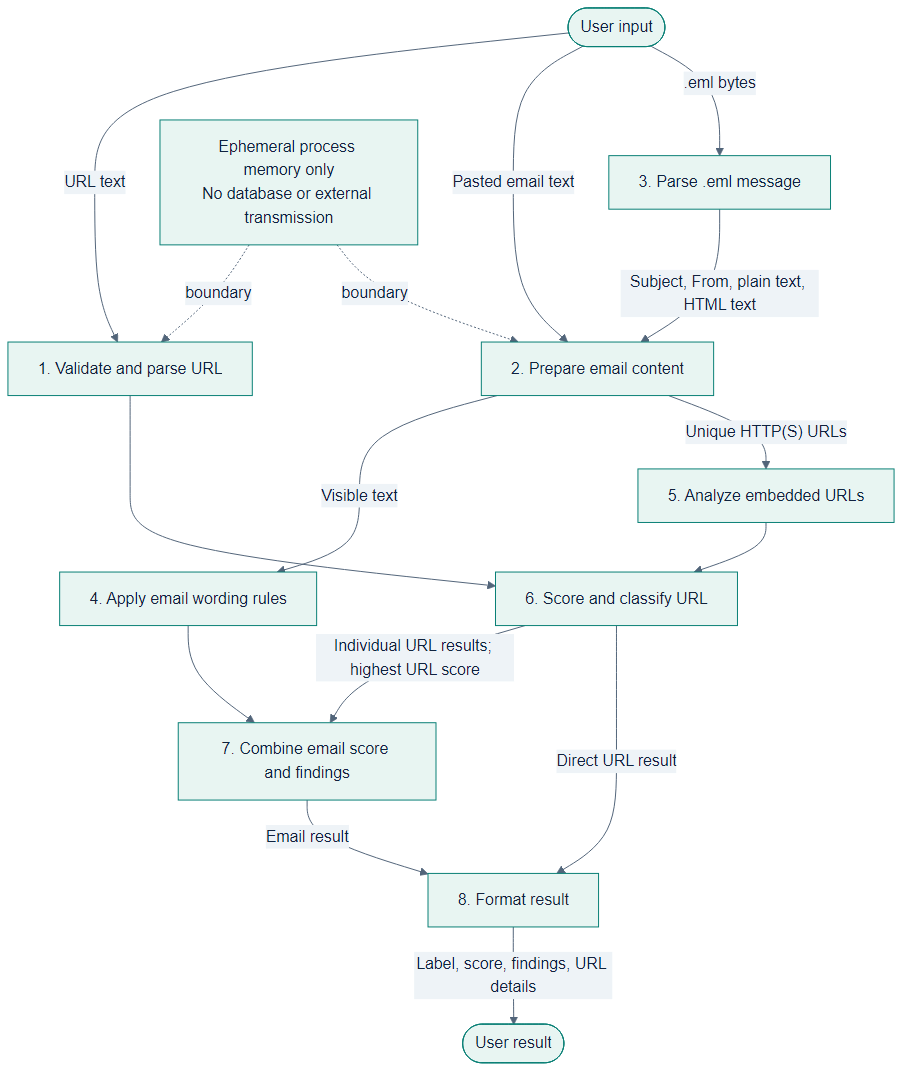 User input
.eml bytes
Ephemeral process
memory only
No database or external
transmission
URL text
Pasted email text
3. Parse .eml message
Subject, From, plain text,
HTML text
boundary
boundary
1. Validate and parse URL
2. Prepare email content
Unique HTTP(S) URLs
Visible text
5. Analyze embedded URLs
4. Apply email wording rules
6. Score and classify URL
Individual URL results;
highest URL score
7. Combine email score
and findings
Direct URL result
Email result
8. Format result
Label, score, findings, URL
details
User result